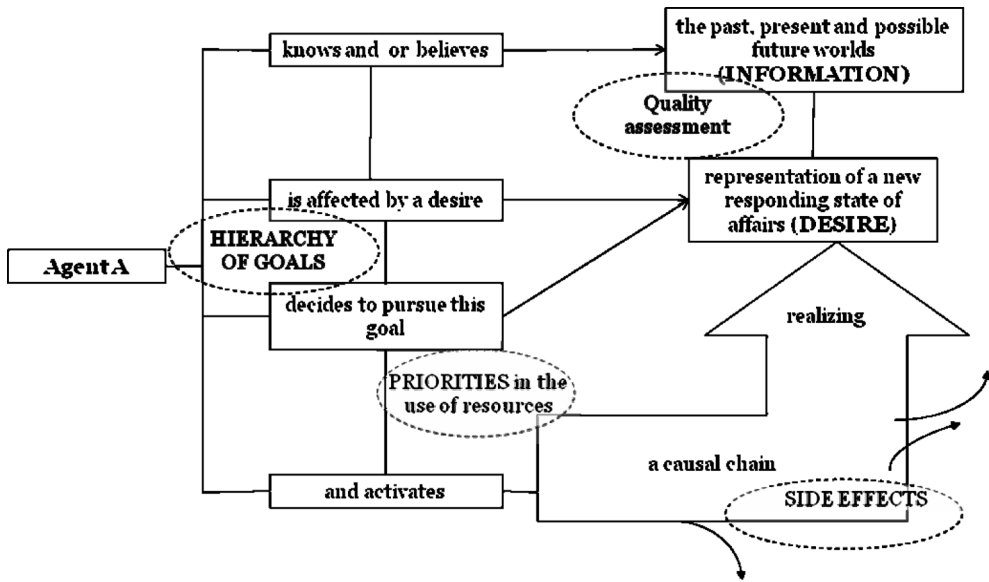 knows and or believes
the past, present and possible
future worlds
(INFORMATION)
Quality
assessment
is affected by a desire
representation of a new
responding state of
affairs (DESIRE)
HIERARCHY
OF GOALS
Agent A
decides to pursue this
goal
realizing
PRIORITIES in the
use of resources
a causal chain
and activates
SIDE EFFECTS